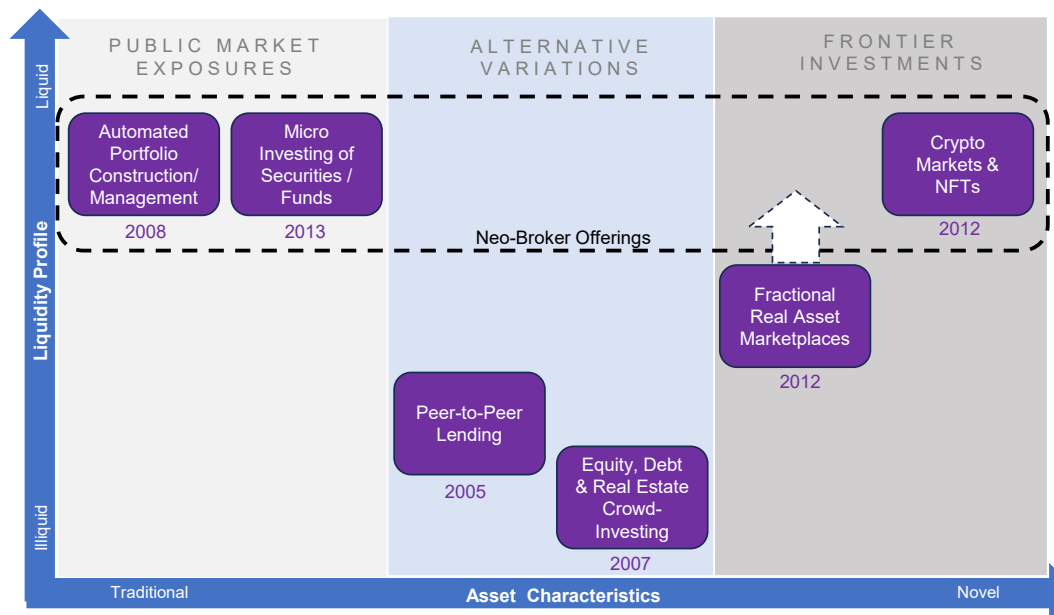 PUBLIC MARKET
EXPOSURES
ALTERNATIVE
VARIATIONS
FRONTIER
INVESTMENTS
Liquid
Liquidity Profile
Illiquid
Automated
Portfolio
Construction/
Management
2008
Micro
Investing of
Securities /
Funds
2013
Crypto
Markets &
NFTs
2012
Neo-Broker Offerings
Fractional
Real Asset
Marketplaces
2012
Peer-to-Peer
Lending
2005
Equity, Debt
& Real Estate
Crowd-
Investing
2007
Traditional
Asset Characteristics
Novel